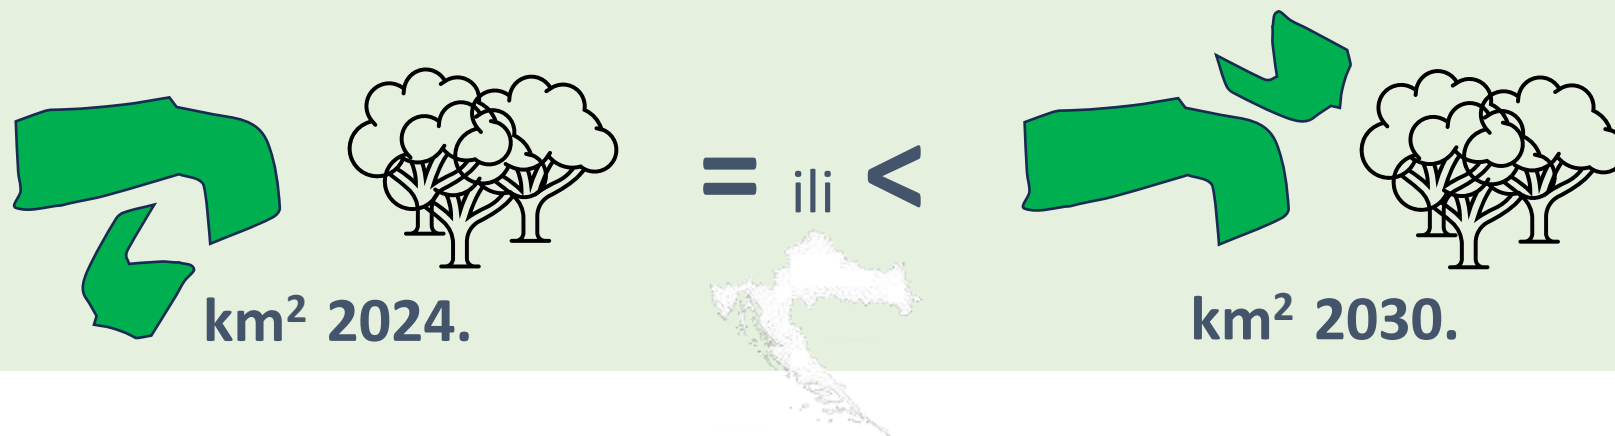 = ili <
km² 2024.
km² 2030.